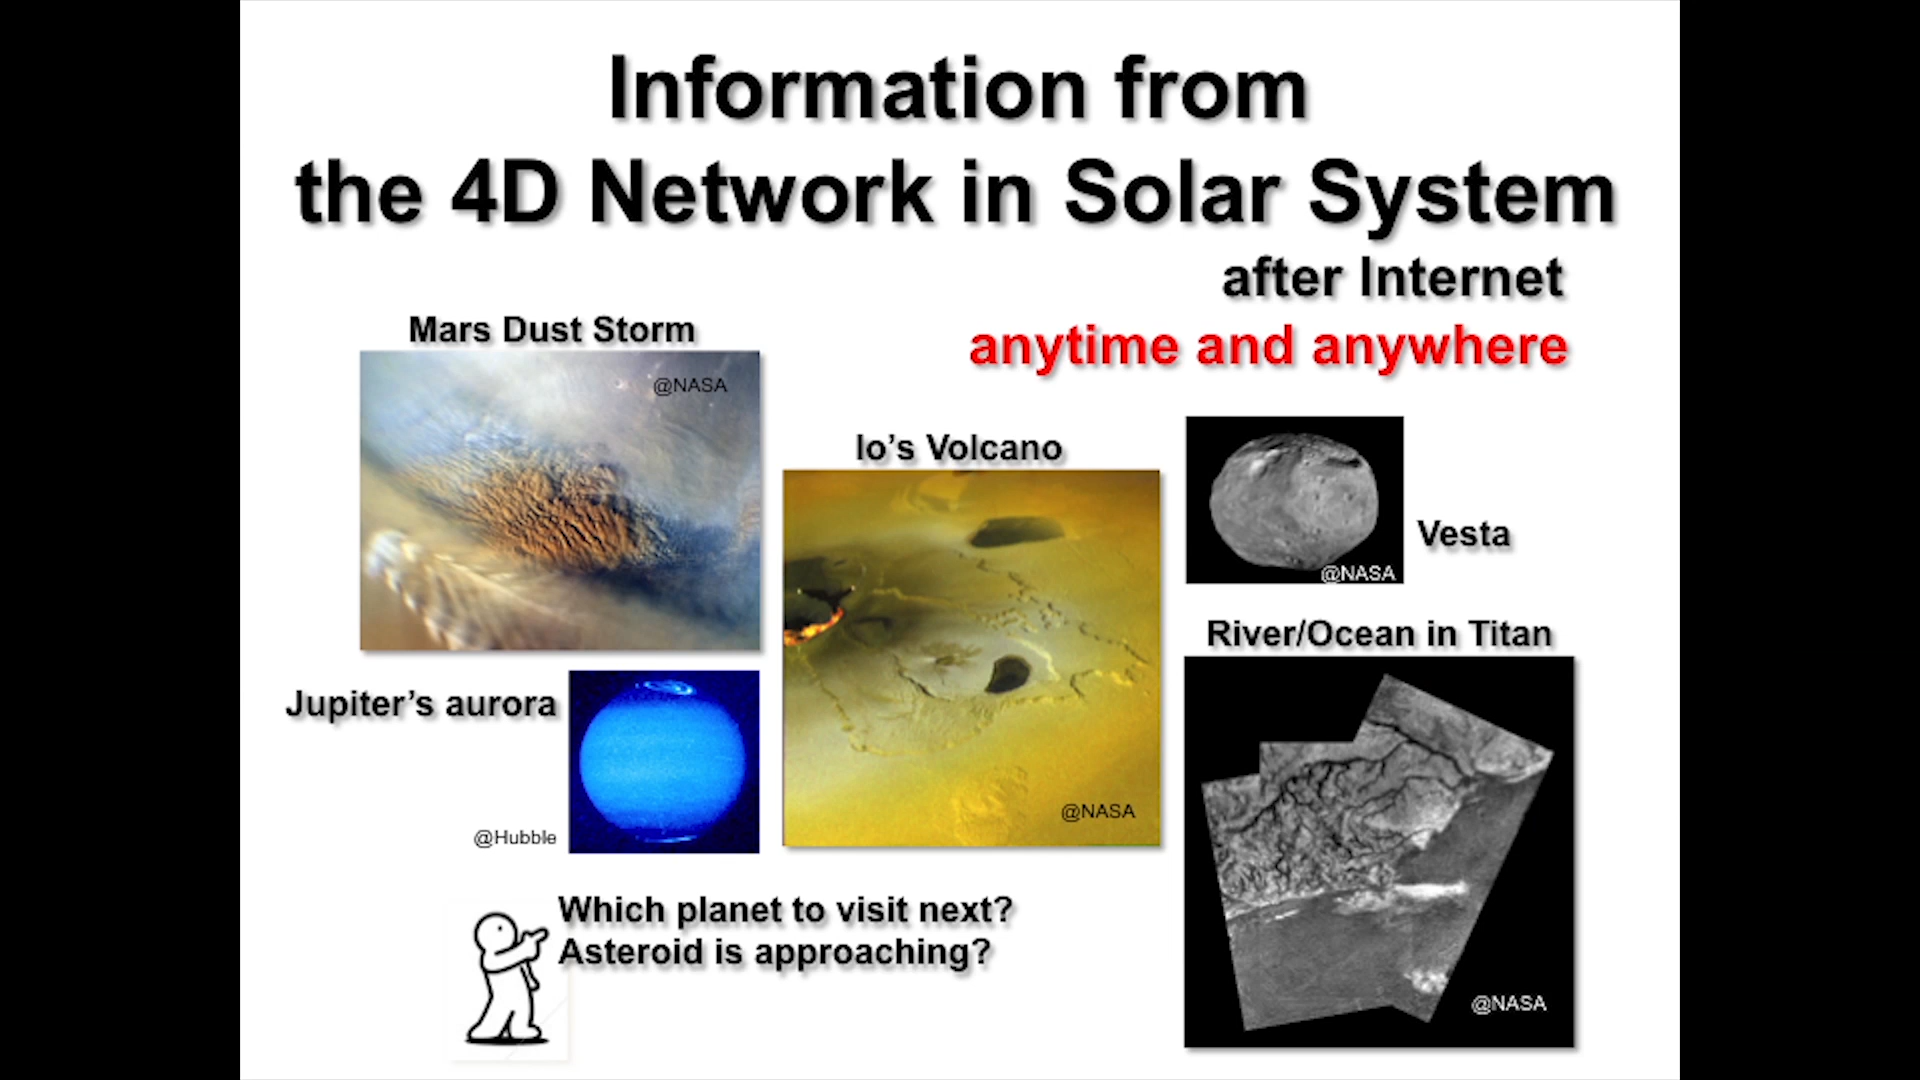 Information from
the 4D Network in Solar System
after Internet
anytime and anywhere
Mars Dust Storm
@NASA
Io's Volcano
@NASA
Vesta
@NASA
River/Ocean in Titan
@NASA
Jupiter's aurora
@Hubble
Which planet to visit next?
Asteroid is approaching?